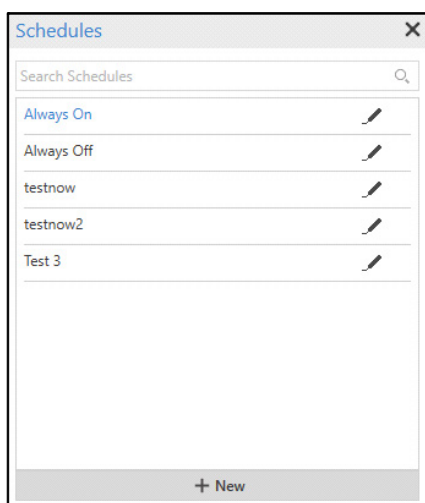 Schedules
Search Schedules
Always On
Always Off
testnow
testnow2
Test 3
+ New